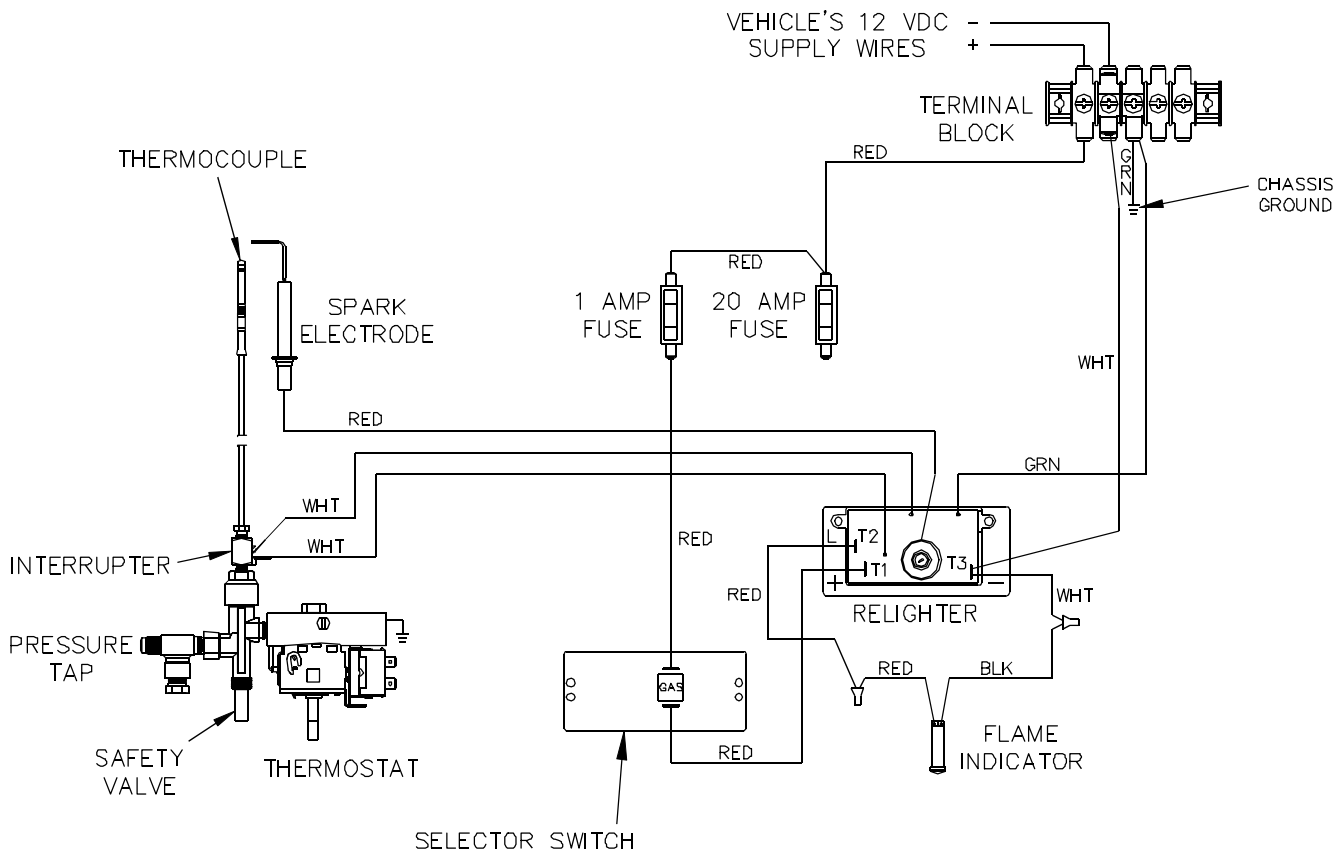 VEHICLE'S 12 VDC -
SUPPLY WIRES +
TERMINAL
BLOCK
THERMOCOUPLE
RED
GRN
CHASSIS
GROUND
RED
1 AMP
FUSE
20 AMP
FUSE
SPARK
ELECTRODE
WHT
RED
GRN
WHT
WHT
RED
INTERRUPTER
L T2
T1
T3
+
-
RED
WHT
RELIGHTER
PRESSURE
TAP
RED
BLK
GAS
SAFETY
VALVE
THERMOSTAT
RED
FLAME
INDICATOR
SELECTOR SWITCH